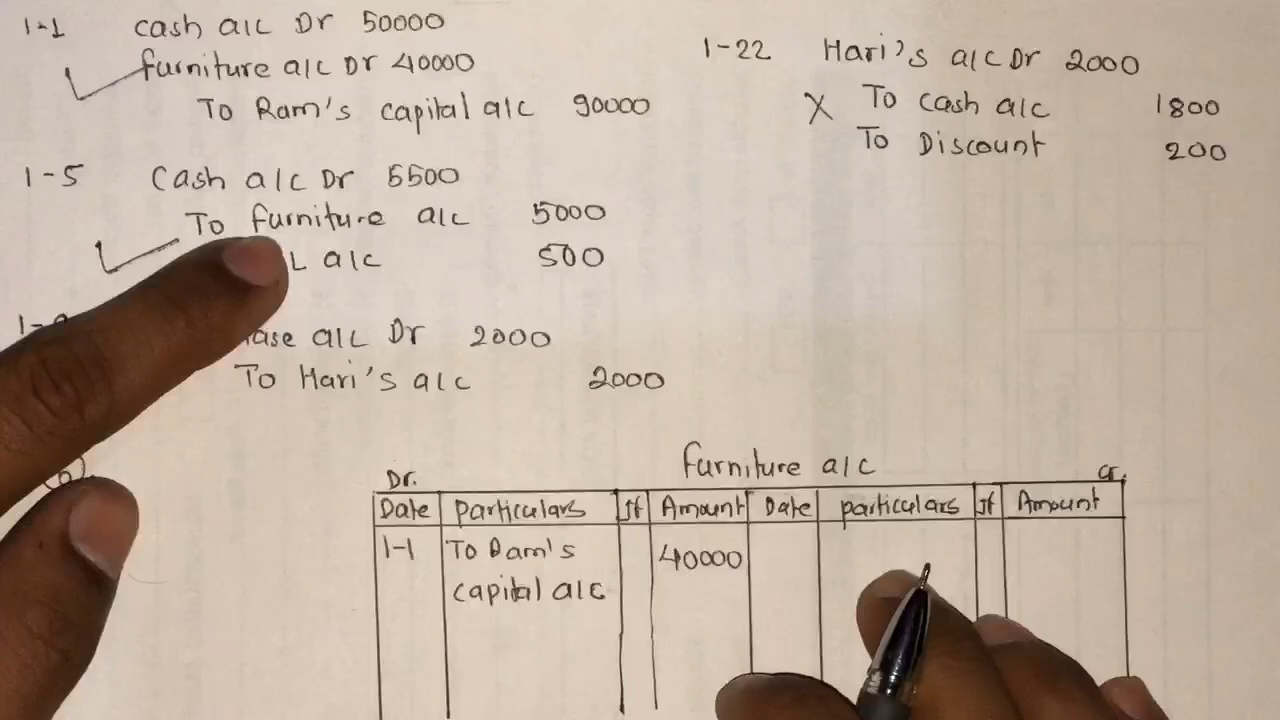 1-1 cash a/c Dr 50000
furniture a/c Dr 40000
To Ram's capital a/c 90000
1-5 Cash a/c Dr 5500
To furniture a/c 5000
a/c 500
a/c Dr 2000
To Hari's a/c 2000
1-22 Hari's a/c Dr 2000
X To cash a/c 1800
To Discount 200
furniture a/c
Dr. Cr.
Date particulars Jf Amount Date particulars Jf Amount
1-1 To Ram's 40000
capital a/c